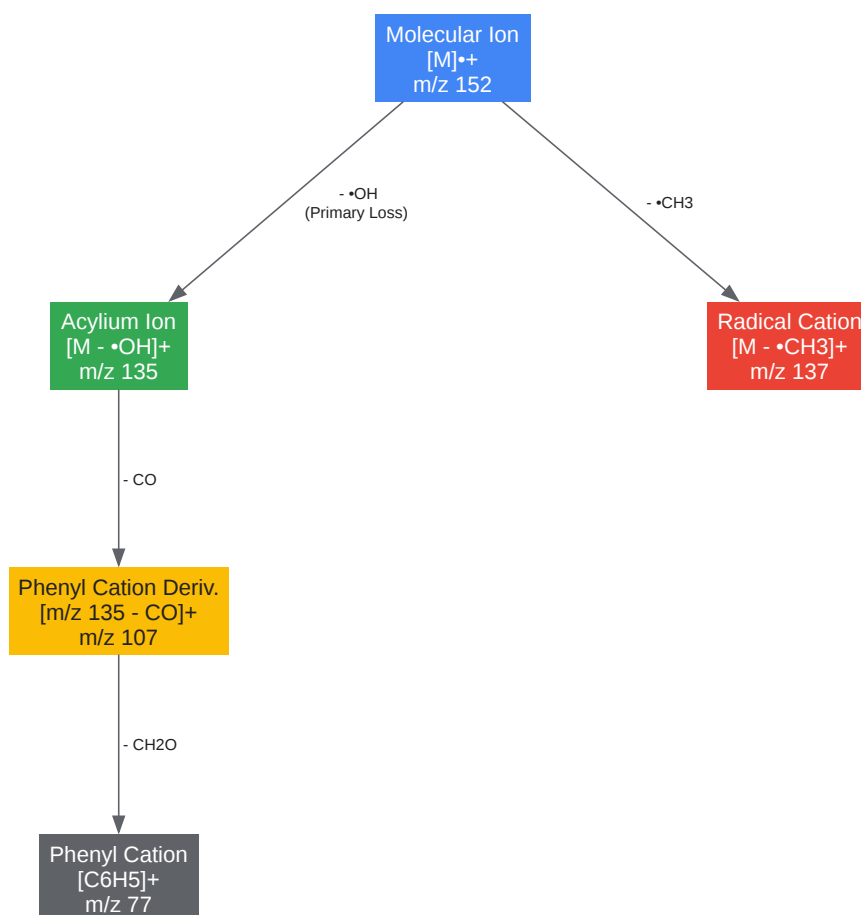 Molecular Ion
[M]•+
m/z 152
- •OH
(Primary Loss)
- •CH3
Acylium Ion
[M - •OH]+
m/z 135
Radical Cation
[M - •CH3]+
m/z 137
- CO
Phenyl Cation Deriv.
[m/z 135 - CO]+
m/z 107
- CH2O
Phenyl Cation
[C6H5]+
m/z 77